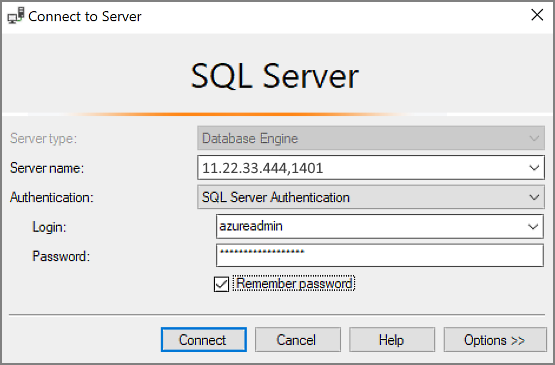 Connect to Server
SQL Server
Server type: Database Engine
Server name: 11.22.33.444,1401
Authentication: SQL Server Authentication
Login: azureadmin
Password: ******************
Remember password
Connect Cancel Help Options >>